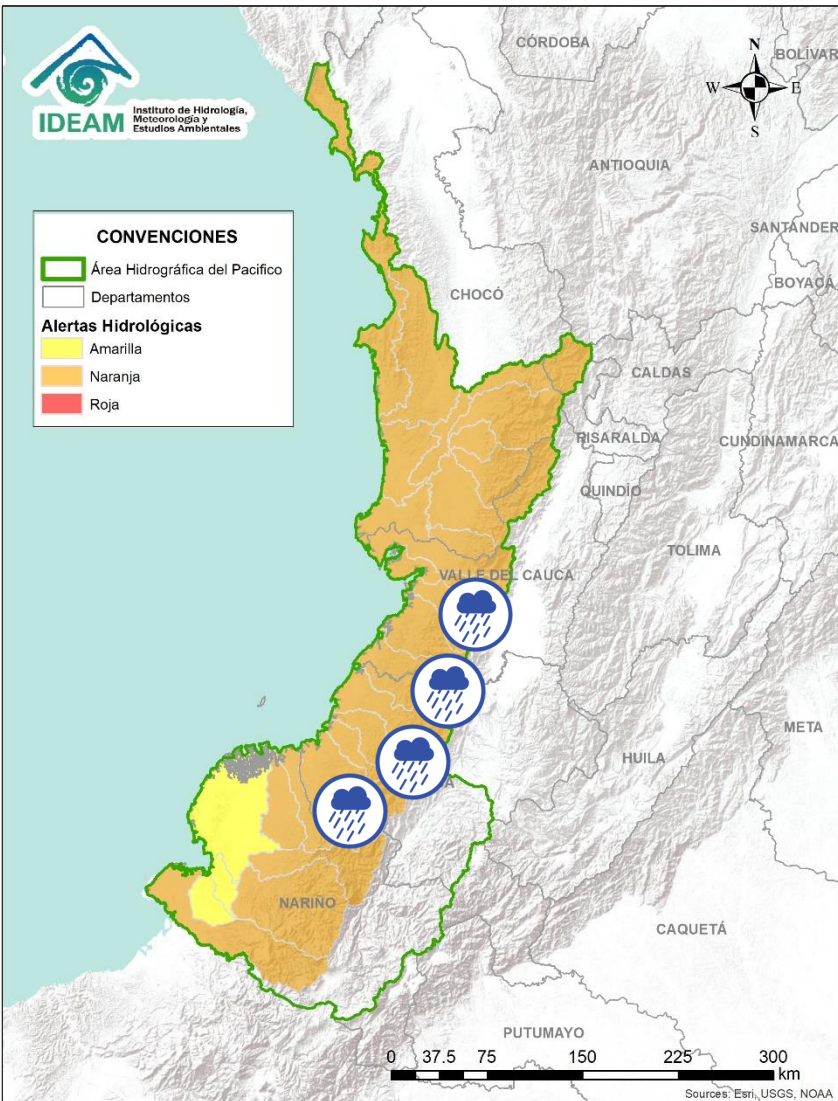 CÓRDOBA
BOLÍVAR
N
W E
S
IDEAM
Instituto de Hidrología,
Meteorología y
Estudios Ambientales
ANTIOQUIA
SANTANDER
CONVENCIONES
Área Hidrográfica del Pacifico
Departamentos
Alertas Hidrológicas
Amarilla
Naranja
Roja
BOYACÁ
CHOCÓ
CALDAS
RISARALDA
CUNDINAMARCA
QUINDÍO
TOLIMA
VALLE DEL CAUCA
META
HUILA
NARIÑO
CAQUETÁ
PUTUMAYO
0 37.5 75 150 225 300
km
Sources: Esri, USGS, NOAA